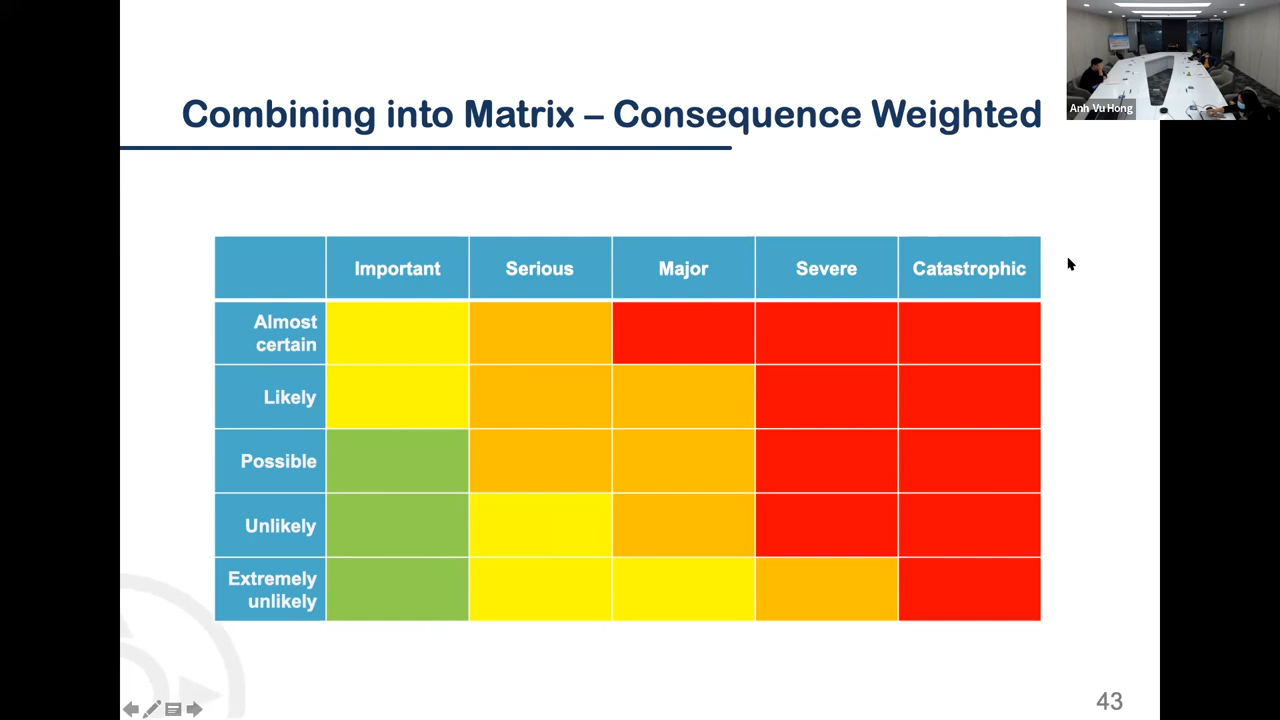 Anh Vu Hong
Combining into Matrix – Consequence Weighted
Important Serious Major Severe Catastrophic
Almost
certain
Likely
Possible
Unlikely
Extremely
unlikely
43